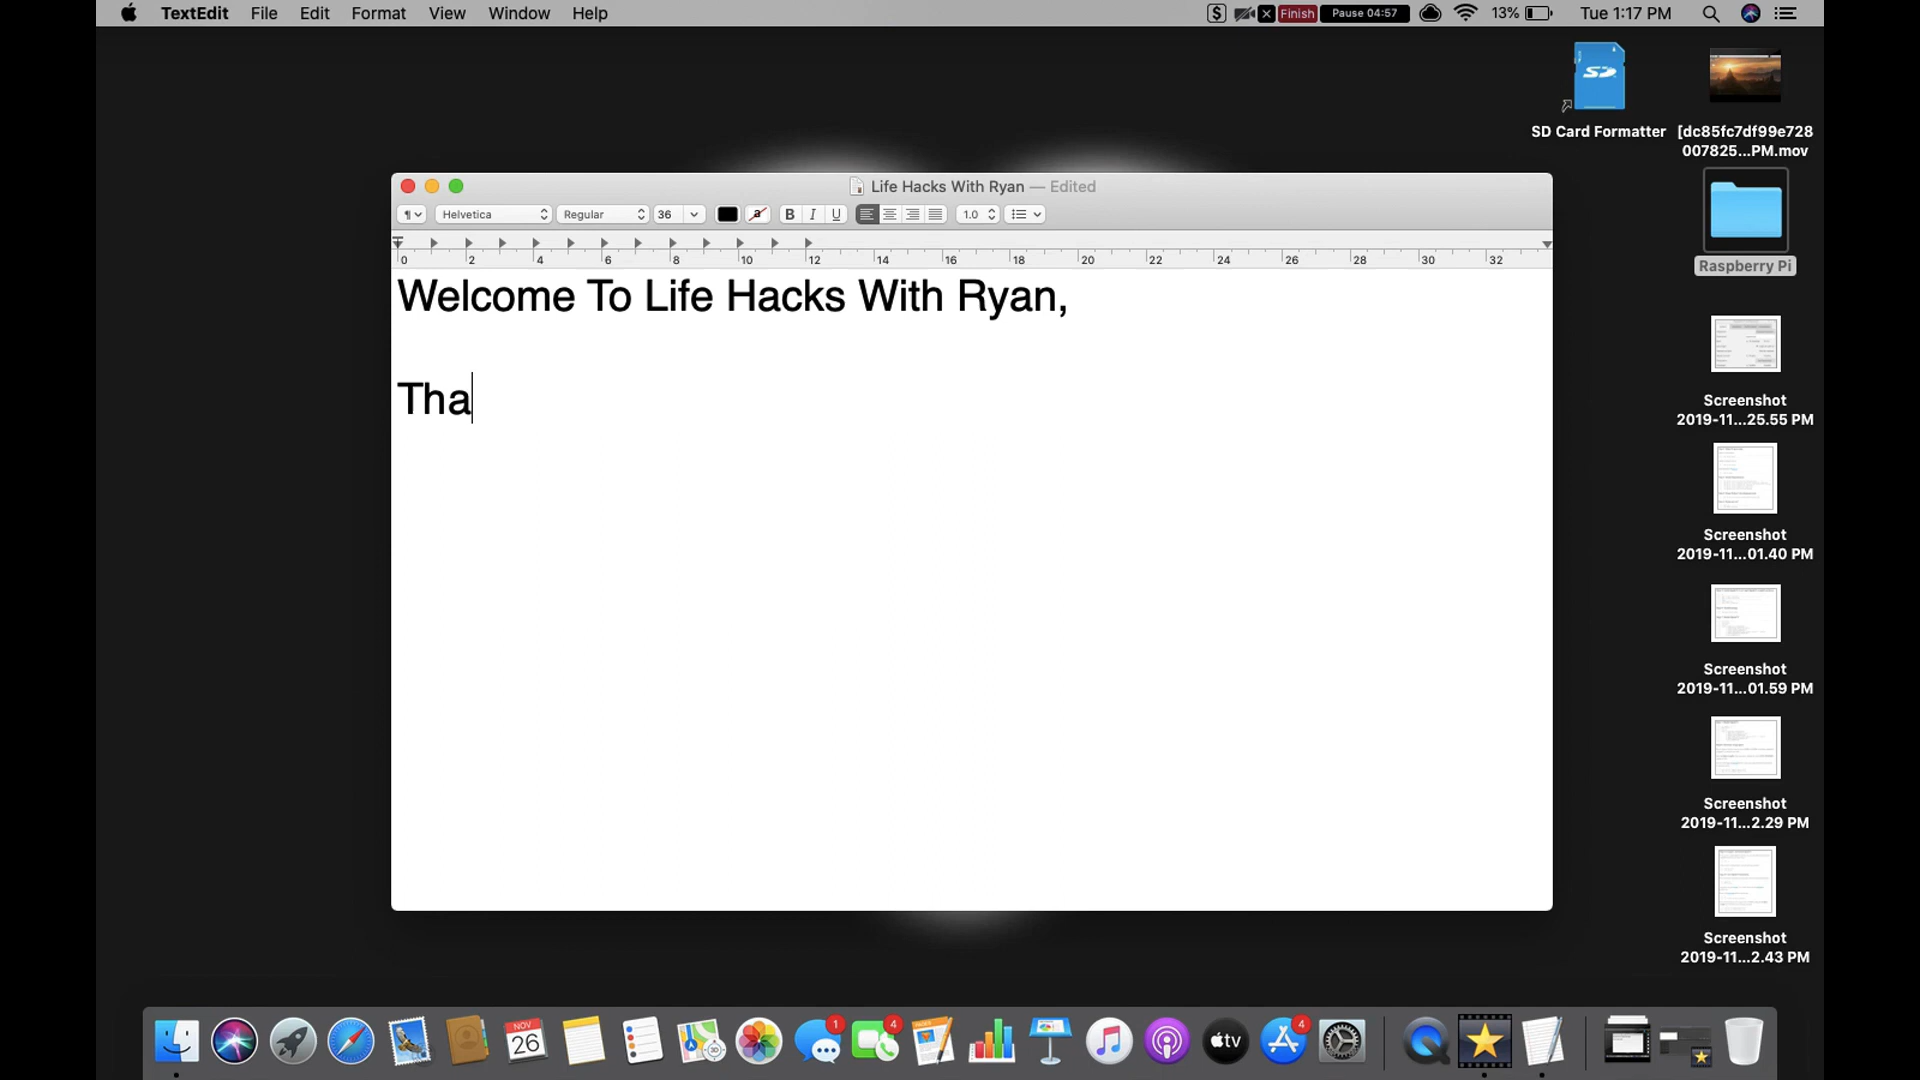 TextEdit File Edit Format View Window Help
Finish Pause 04:57 13% Tue 1:17 PM
SD Card Formatter
[dc85fc7df99e728
007825...PM.mov
Life Hacks With Ryan — Edited
Helvetica Regular 36 a B I U 1.0
0 2 4 6 8 10 12 14 16 18 20 22 24 26 28 30 32
Welcome To Life Hacks With Ryan,
Tha
Raspberry Pi
Screenshot
2019-11...25.55 PM
Screenshot
2019-11...01.40 PM
Screenshot
2019-11...01.59 PM
Screenshot
2019-11...2.29 PM
Screenshot
2019-11...2.43 PM
NOV
26
3D
1
4
tv
4